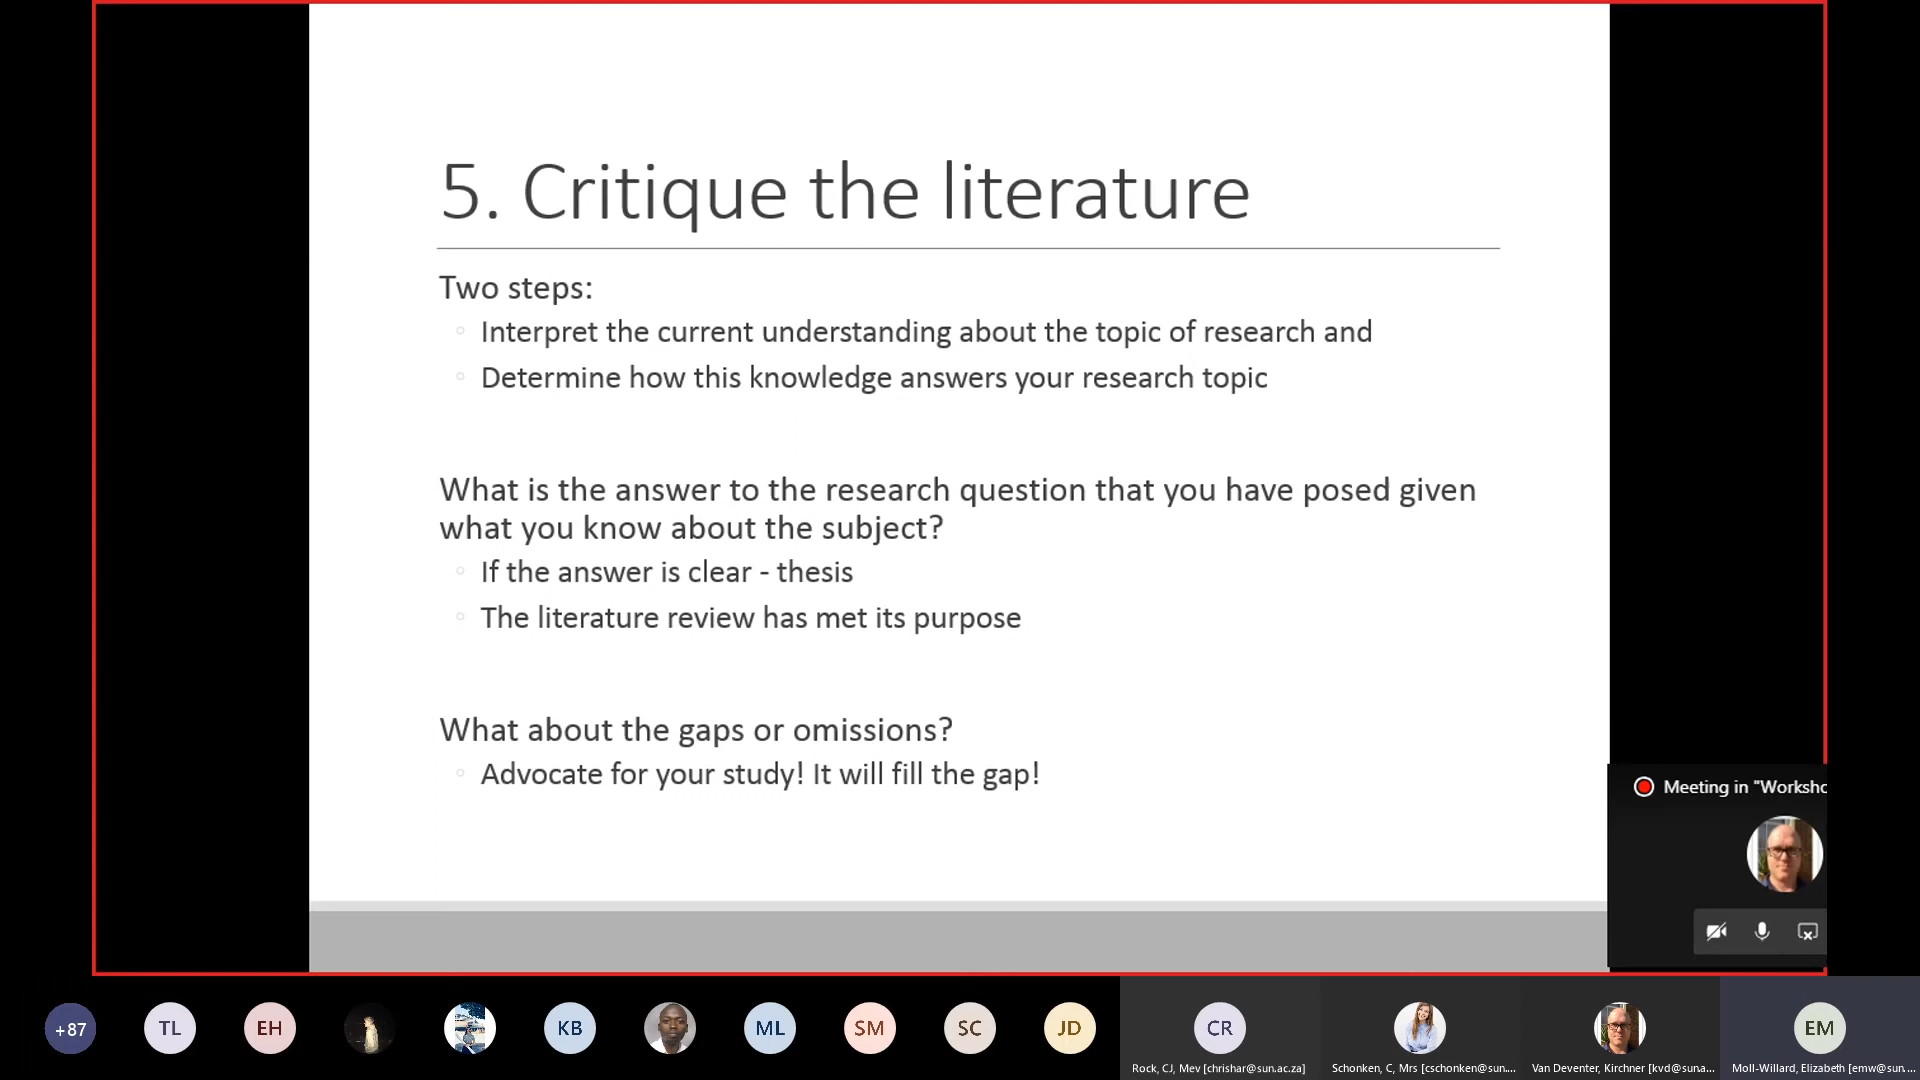 5. Critique the literature
Two steps:
Interpret the current understanding about the topic of research and
Determine how this knowledge answers your research topic
What is the answer to the research question that you have posed given
what you know about the subject?
If the answer is clear - thesis
The literature review has met its purpose
What about the gaps or omissions?
Advocate for your study! It will fill the gap!
Meeting in "Worksho
+87
TL
EH
KB
ML
SM
SC
JD
CR
EM
Rock, CJ, Mev [chrishar@sun.ac.za]
Schonken, C, Mrs [cschonken@sun....
Van Deventer, Kirchner [kvd@suna...
Moll-Willard, Elizabeth [emw@sun....